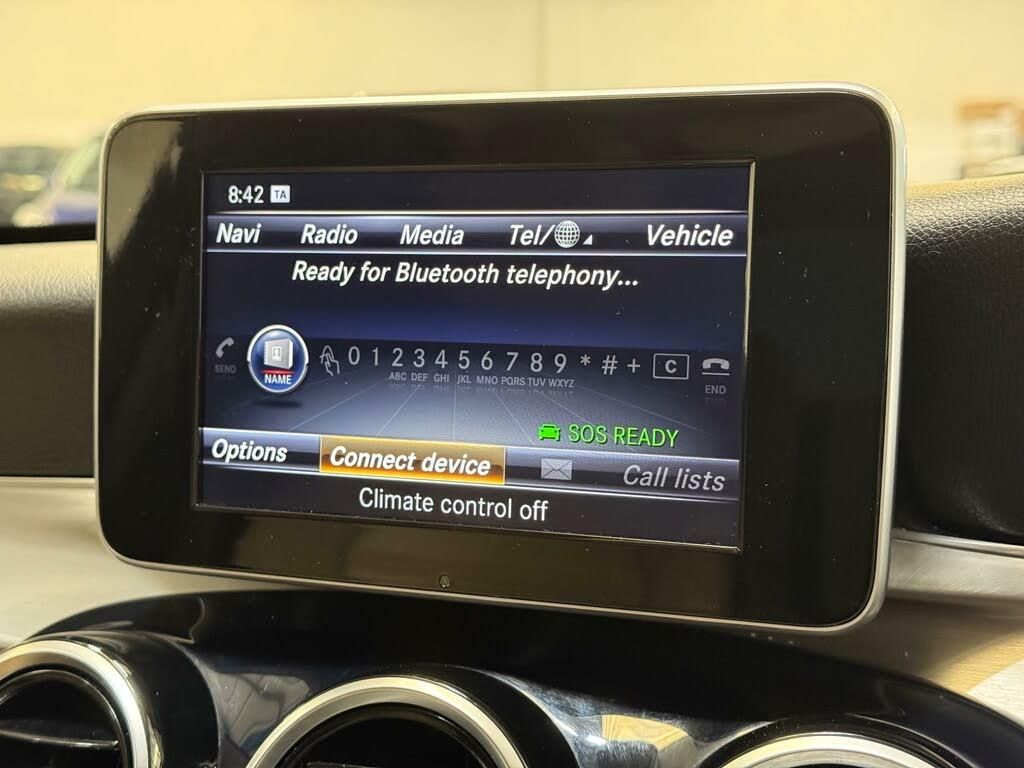 8:42 TA
Navi Radio Media Tel/ Vehicle
Ready for Bluetooth telephony...
SEND NAME 0 1 2 3 4 5 6 7 8 9 * # + C END
ABC DEF GHI JKL MNO PQRS TUV WXYZ
SOS READY
Options Connect device Call lists
Climate control off